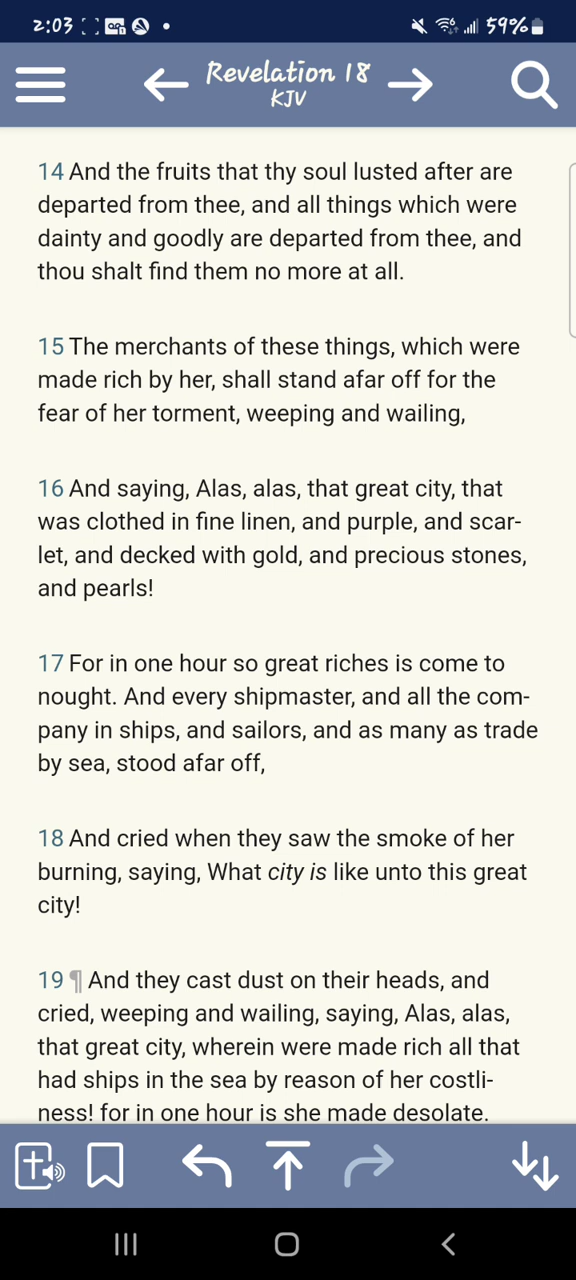 2:03
59%
Revelation 18
KJV
14 And the fruits that thy soul lusted after are
departed from thee, and all things which were
dainty and goodly are departed from thee, and
thou shalt find them no more at all.
15 The merchants of these things, which were
made rich by her, shall stand afar off for the
fear of her torment, weeping and wailing,
16 And saying, Alas, alas, that great city, that
was clothed in fine linen, and purple, and scar-
let, and decked with gold, and precious stones,
and pearls!
17 For in one hour so great riches is come to
nought. And every shipmaster, and all the com-
pany in ships, and sailors, and as many as trade
by sea, stood afar off,
18 And cried when they saw the smoke of her
burning, saying, What city is like unto this great
city!
19 ¶ And they cast dust on their heads, and
cried, weeping and wailing, saying, Alas, alas,
that great city, wherein were made rich all that
had ships in the sea by reason of her costli-
ness! for in one hour is she made desolate.